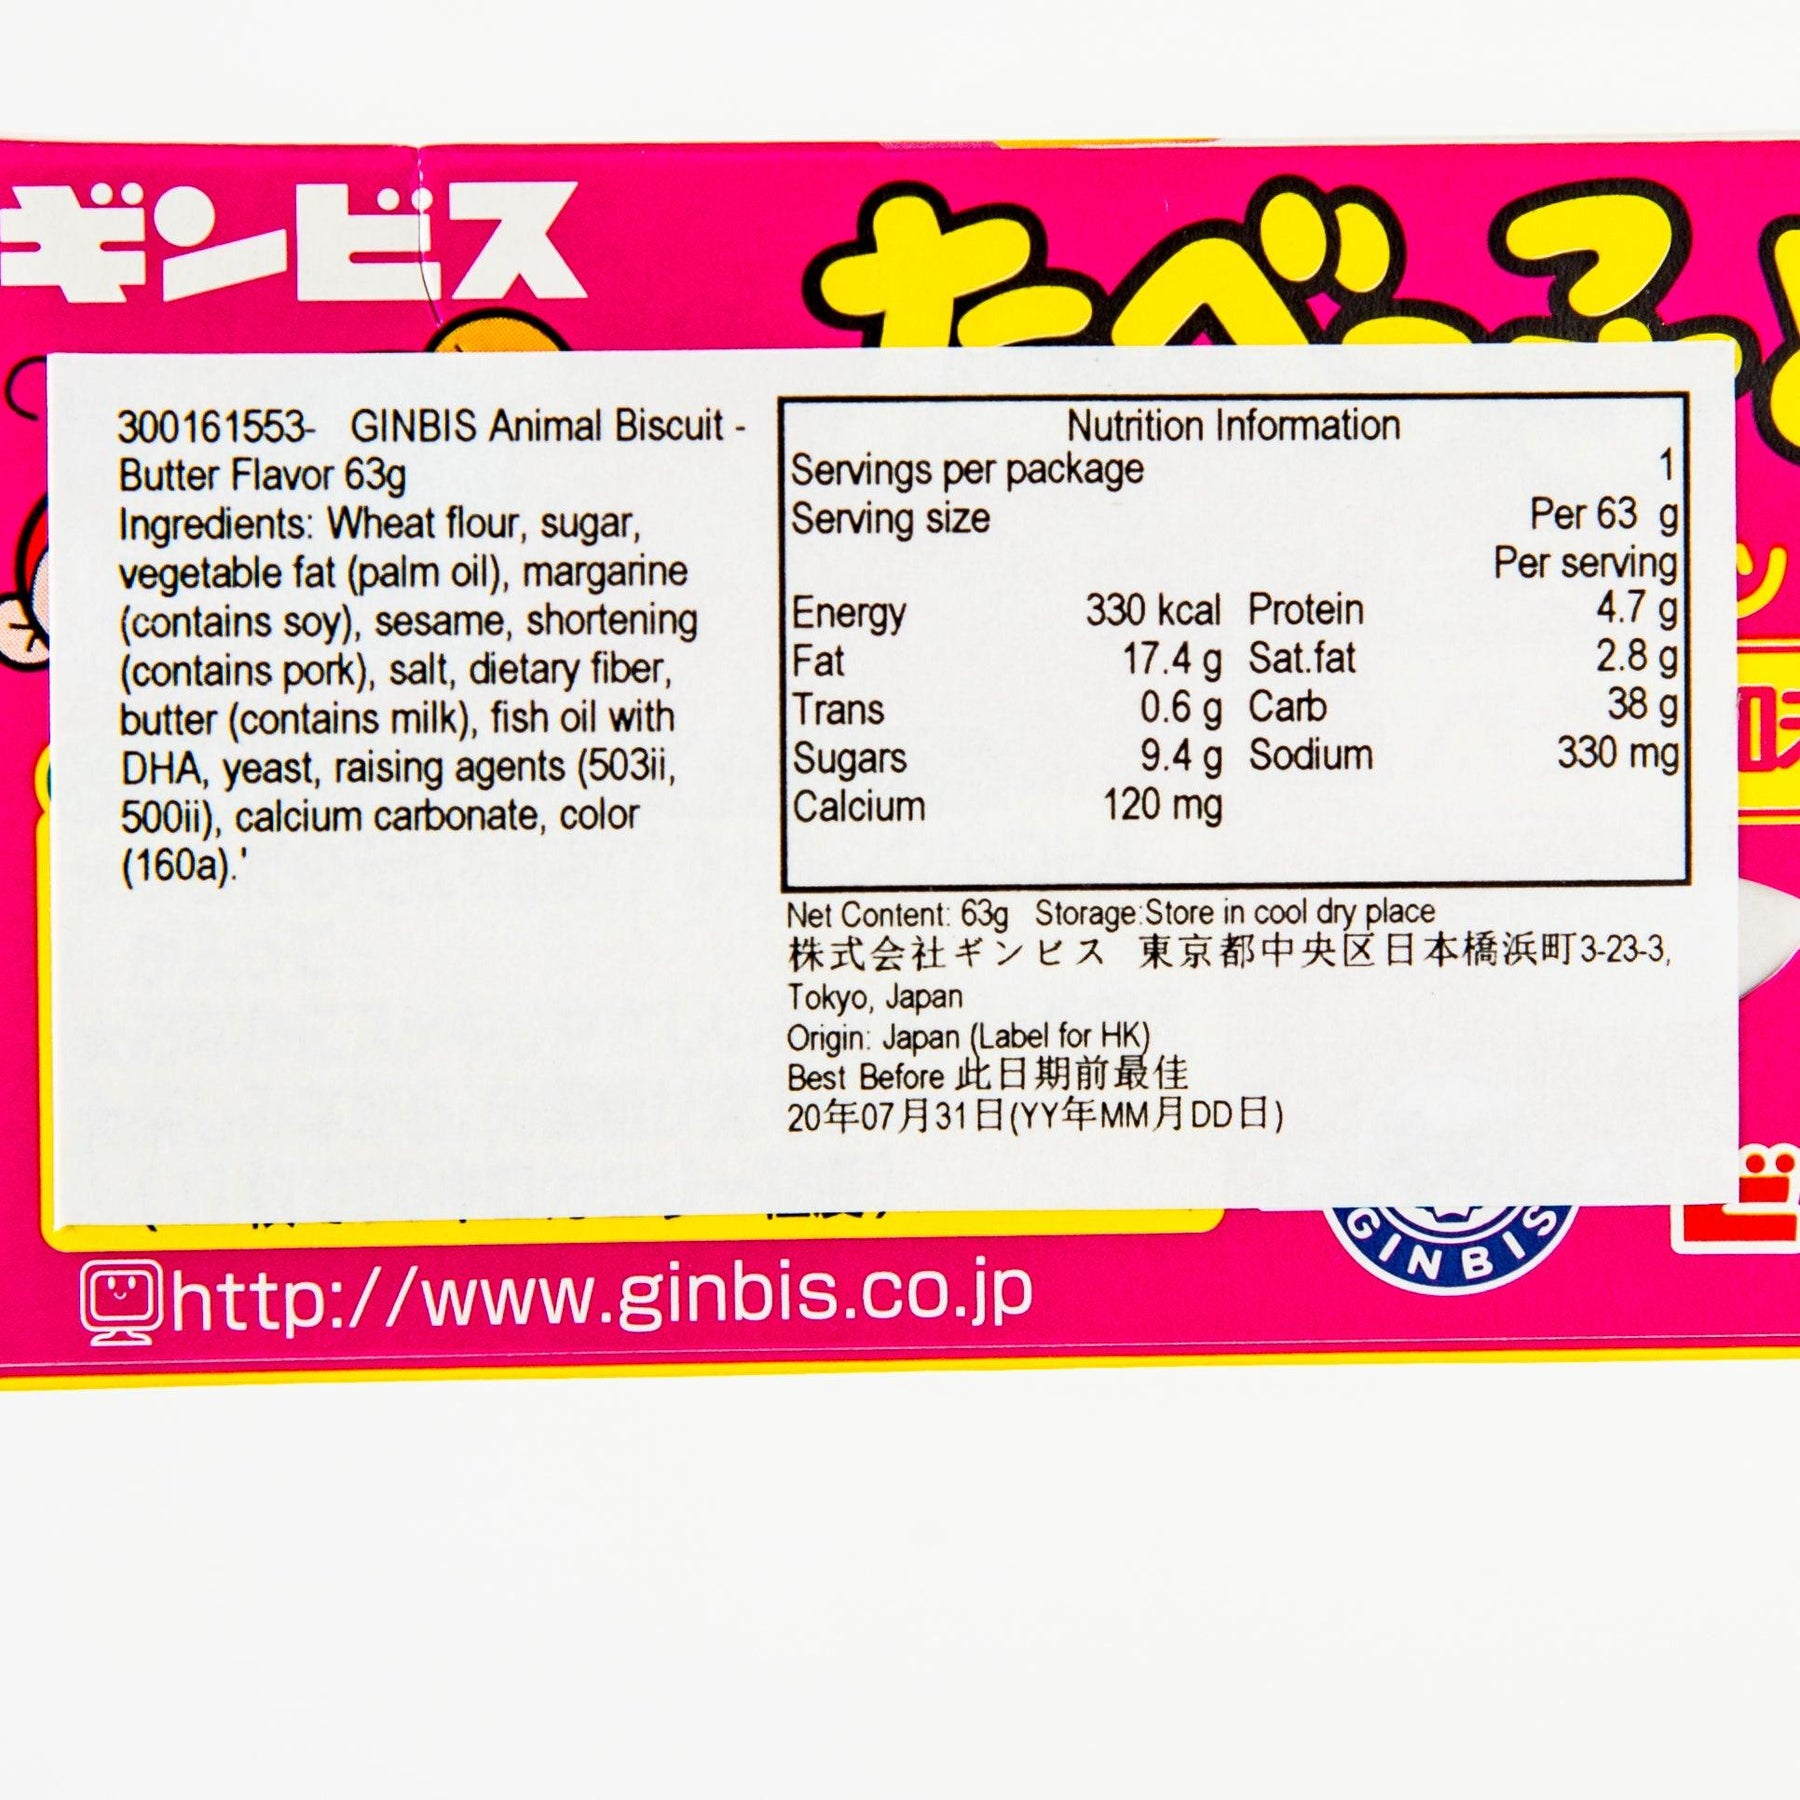 ギンビス
たべっ
300161553- GINBIS Animal Biscuit -
Butter Flavor 63g
Ingredients: Wheat flour, sugar,
vegetable fat (palm oil), margarine
(contains soy), sesame, shortening
(contains pork), salt, dietary fiber,
butter (contains milk), fish oil with
DHA, yeast, raising agents (503ii,
500ii), calcium carbonate, color
(160a).'
Nutrition Information
Servings per package 1
Serving size Per 63 g
Per serving
Energy 330 kcal Protein 4.7 g
Fat 17.4 g Sat.fat 2.8 g
Trans 0.6 g Carb 38 g
Sugars 9.4 g Sodium 330 mg
Calcium 120 mg
Net Content: 63g Storage:Store in cool dry place
株式会社ギンビス 東京都中央区日本橋浜町3-23-3,
Tokyo, Japan
Origin: Japan (Label for HK)
Best Before 此日期前最佳
20年07月31日(YY年MM月DD日)
GINBIS
http://www.ginbis.co.jp